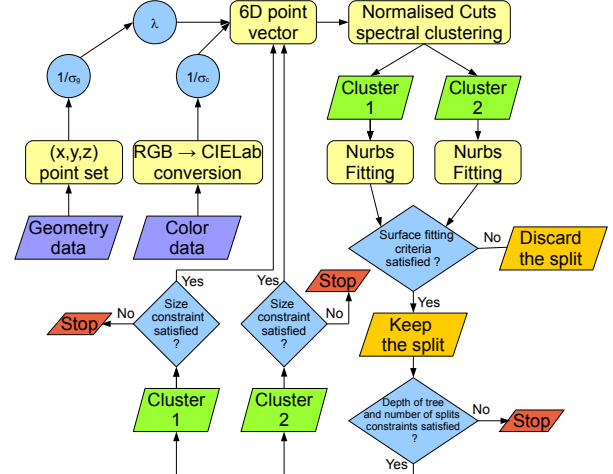 λ
6D point
vector
Normalised Cuts
spectral clustering
1/σg
1/σc
Cluster
1
Cluster
2
(x,y,z)
point set
RGB → CIELab
conversion
Nurbs
Fitting
Nurbs
Fitting
Geometry
data
Color
data
Surface fitting
criteria
satisfied ?
No
Discard
the split
Yes
Yes
Stop
Size
constraint
satisfied
?
No
Stop
Size
constraint
satisfied
?
No
Yes
Keep
the split
Cluster
1
Cluster
2
Depth of tree
and number of splits
constraints satisfied
?
No
Stop
Yes